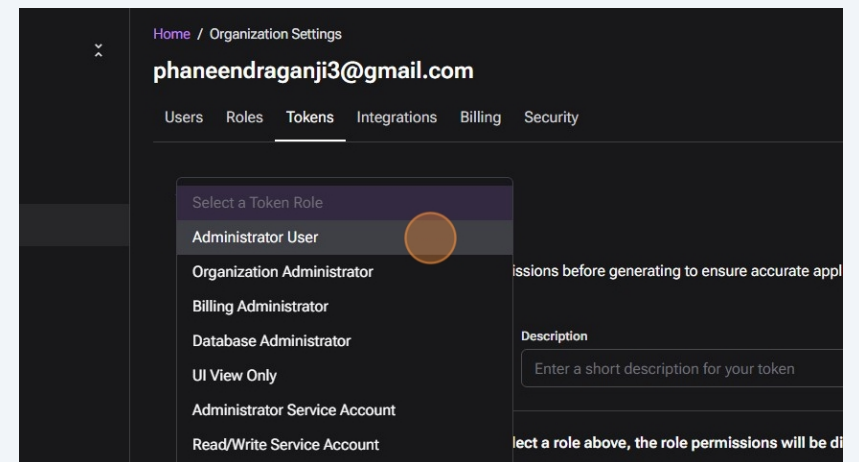 Home / Organization Settings
phaneendraganji3@gmail.com
Users Roles Tokens Integrations Billing Security
Select a Token Role
Administrator User
Organization Administrator
issions before generating to ensure accurate appl
Billing Administrator
Database Administrator
Description
UI View Only
Enter a short description for your token
Administrator Service Account
Read/Write Service Account
lect a role above, the role permissions will be di